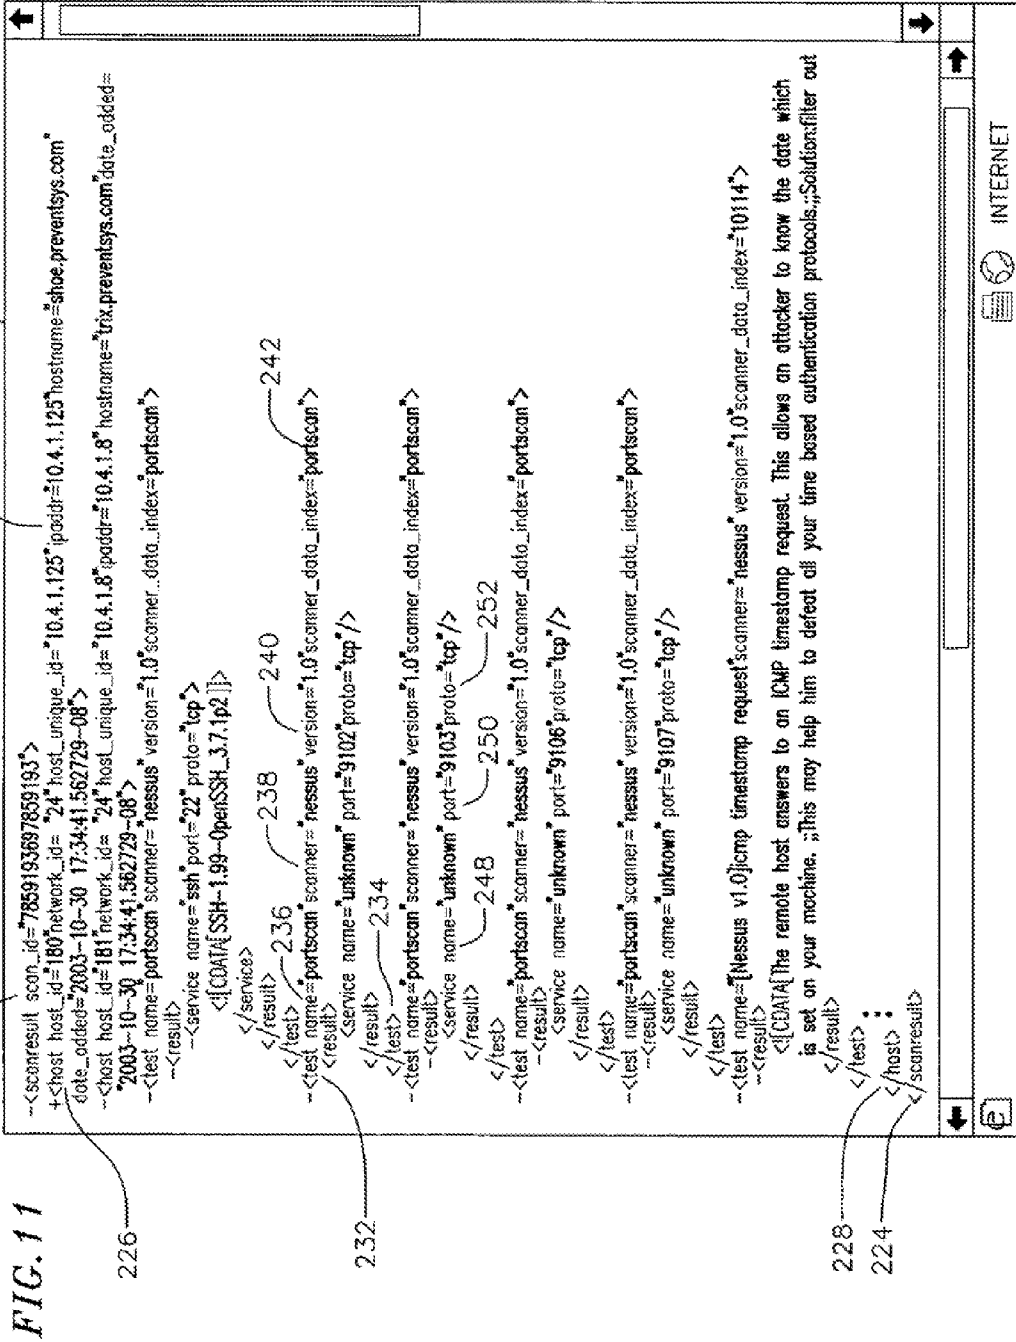 FIG. 11
-<scanresult scan_id="7859193697859193">
+<host host_id="180"network_id= "24"host_unique_id="10.4.1.125"ipaddr="10.4.1.125"hostname="shoe.preventsys.com"
date_added="2003-10-30 17:34:41.562729-08">
-<host host_id="181"network_id= "24"host_unique_id="10.4.1.8"ipaddr="10.4.1.8"hostname="trix.preventsys.com"date_added=
"2003-10-30 17:34:41.562729-08">
-<test name="portscan"scanner="nessus"version="1.0"scanner_data_index="portscan">
-<result>
-<service name="ssh"port="22"proto="tcp">
<![CDATA[SSH-1.99-OpenSSH_3.7.1p2]]>
</service>
</result>
</test>
-<test name="portscan"scanner="nessus"version="1.0"scanner_data_index="portscan">
<result>
<service name="unknown"port="9102"proto="tcp"/>
</result>
</test>
-<test name="portscan"scanner="nessus"version="1.0"scanner_data_index="portscan">
-<result>
<service name="unknown"port="9103"proto="tcp"/>
</result>
</test>
-<test name="portscan"scanner="nessus"version="1.0"scanner_data_index="portscan">
-<result>
<service name="unknown"port="9106"proto="tcp"/>
</result>
</test>
-<test name="portscan"scanner="nessus"version="1.0"scanner_data_index="portscan">
-<result>
<service name="unknown"port="9107"proto="tcp"/>
</result>
</test>
-<test name=[Nessus v1.0]icmp timestamp request"scanner="nessus"version="1.0"scanner_data_index="10114">
-<result>
<![CDATA[The remote host answers to an ICMP timestamp request. This allows an attacker to know the date which
is set on your machine. ;;This may help him to defeat all your time based authentication protocols.;;Solution:filter out
</result>
</test>
</host>
</scanresult>
226
232
228
224
236
238
240
242
234
248
250
252
e
INTERNET